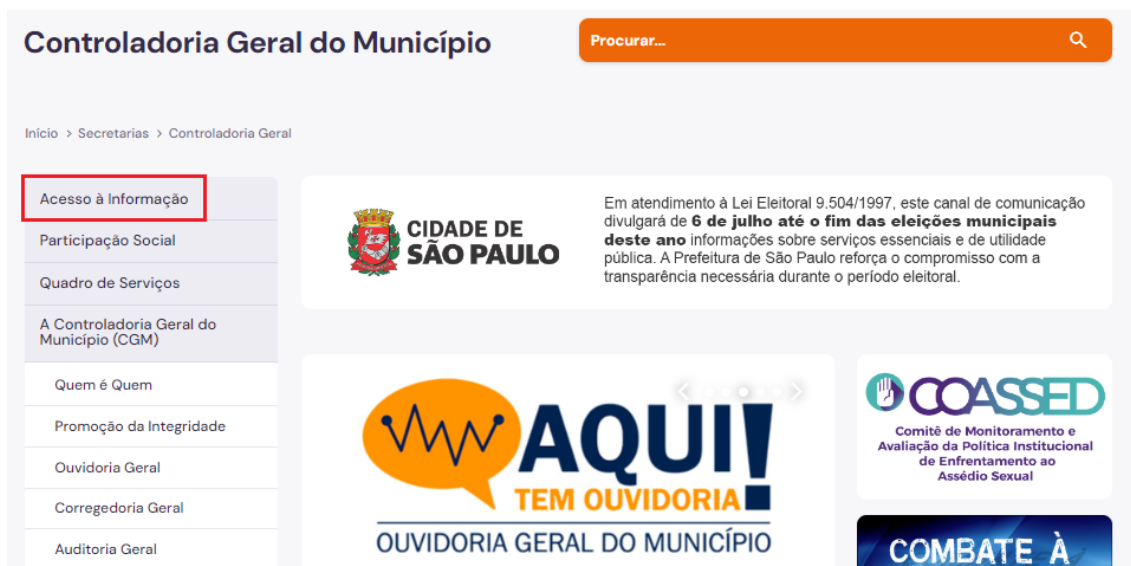 Controladoria Geral do Município
Procurar...
Início > Secretarias > Controladoria Geral
Acesso à Informação
Participação Social
Quadro de Serviços
A Controladoria Geral do
Município (CGM)
Quem é Quem
Promoção da Integridade
Ouvidoria Geral
Corregedoria Geral
Auditoria Geral
CIDADE DE
SÃO PAULO
Em atendimento à Lei Eleitoral 9.504/1997, este canal de comunicação
divulgará de 6 de julho até o fim das eleições municipais
deste ano informações sobre serviços essenciais e de utilidade
pública. A Prefeitura de São Paulo reforça o compromisso com a
transparência necessária durante o período eleitoral.
AQUI!
TEM OUVIDORIA
OUVIDORIA GERAL DO MUNICÍPIO
COASSED
Comitê de Monitoramento e
Avaliação da Política Institucional
de Enfrentamento ao
Assédio Sexual
COMBATE À